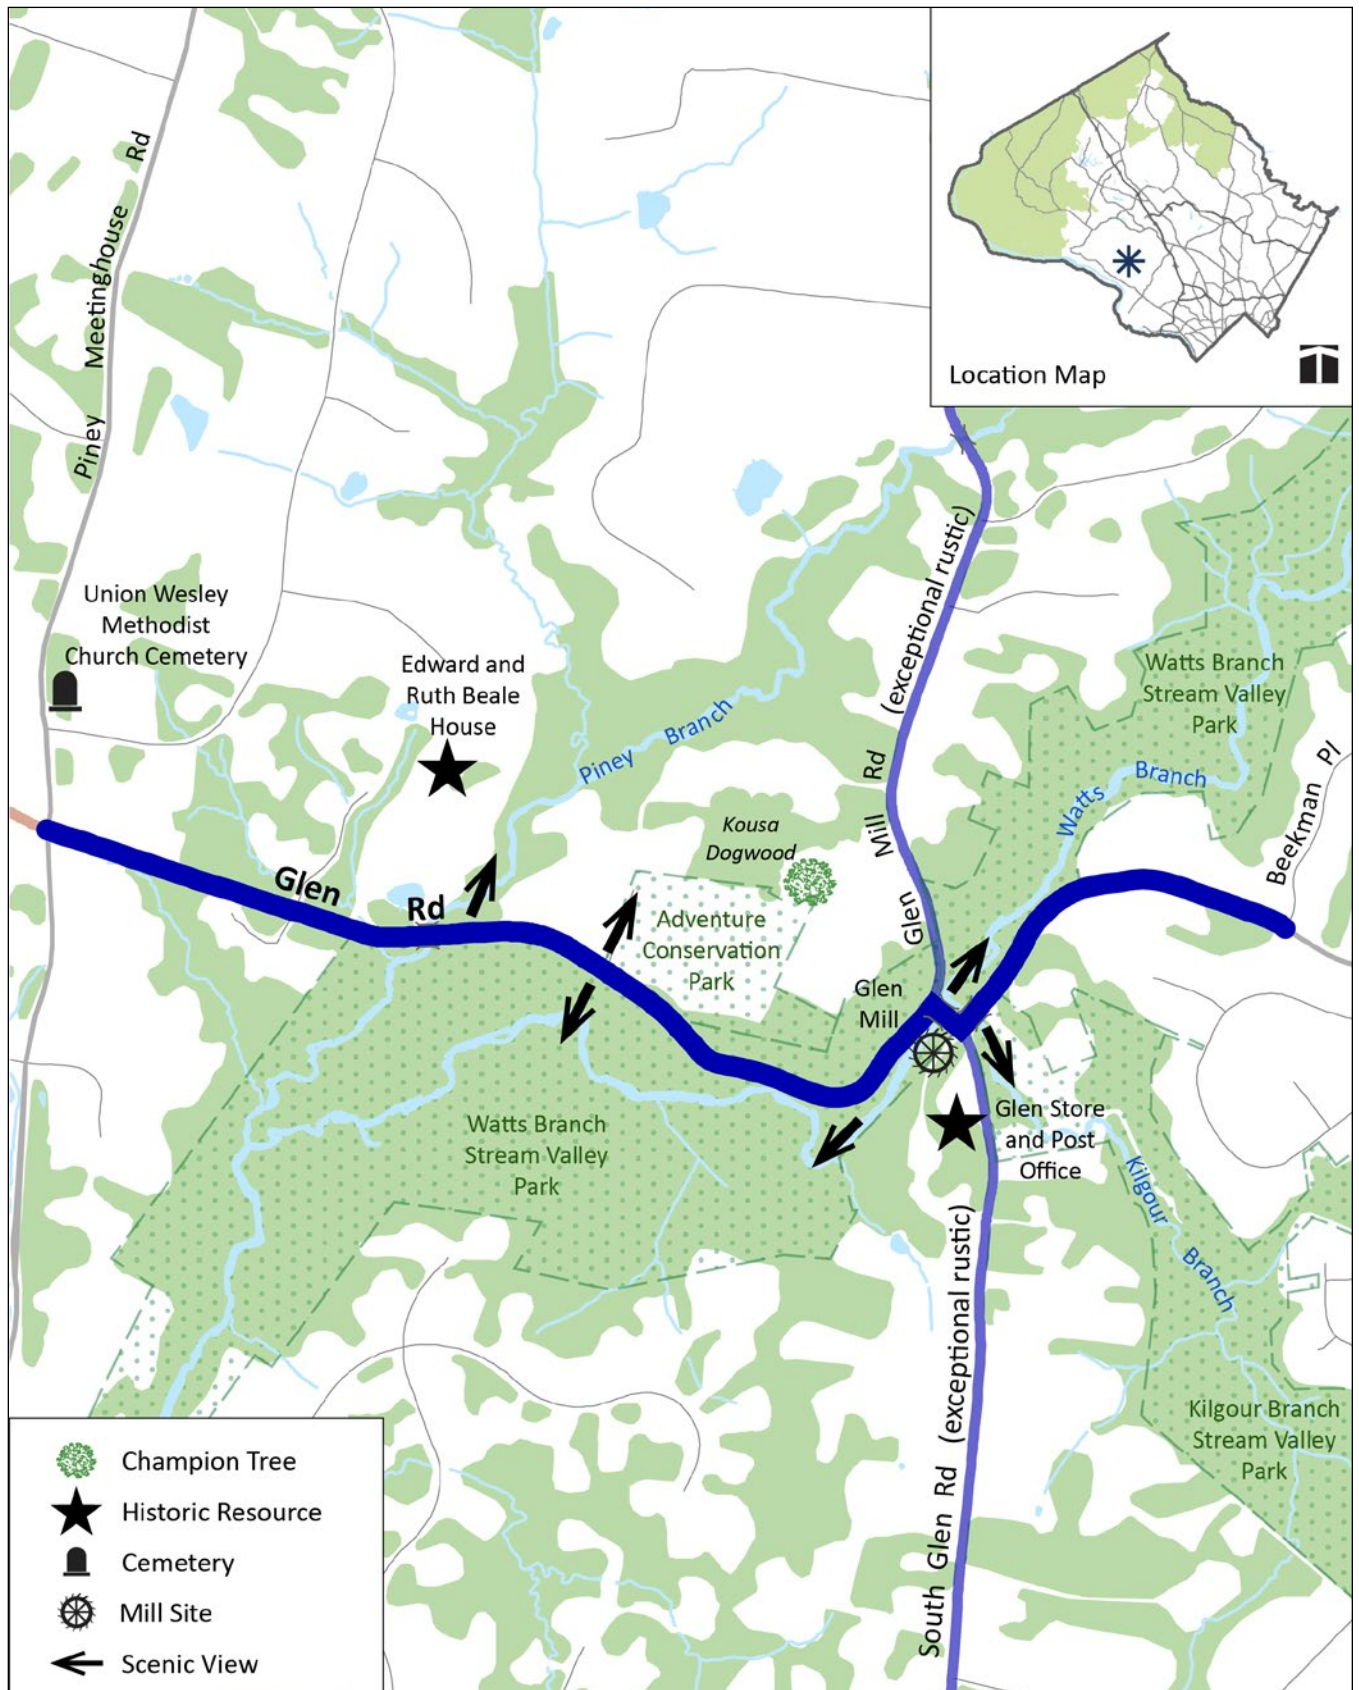 Location Map
Piney Meetinghouse Rd
Union Wesley
Methodist
Church Cemetery
Edward and
Ruth Beale
House
Piney Branch
Glen Mill Rd (exceptional rustic)
Watts Branch
Stream Valley
Park
Watts Branch
Beekman Pl
Kousa
Dogwood
Glen Rd
Adventure
Conservation
Park
Glen
Mill
Glen Store
and Post
Office
Watts Branch
Stream Valley
Park
Kilgour Branch
South Glen Rd (exceptional rustic)
Kilgour Branch
Stream Valley
Park
Champion Tree
Historic Resource
Cemetery
Mill Site
Scenic View